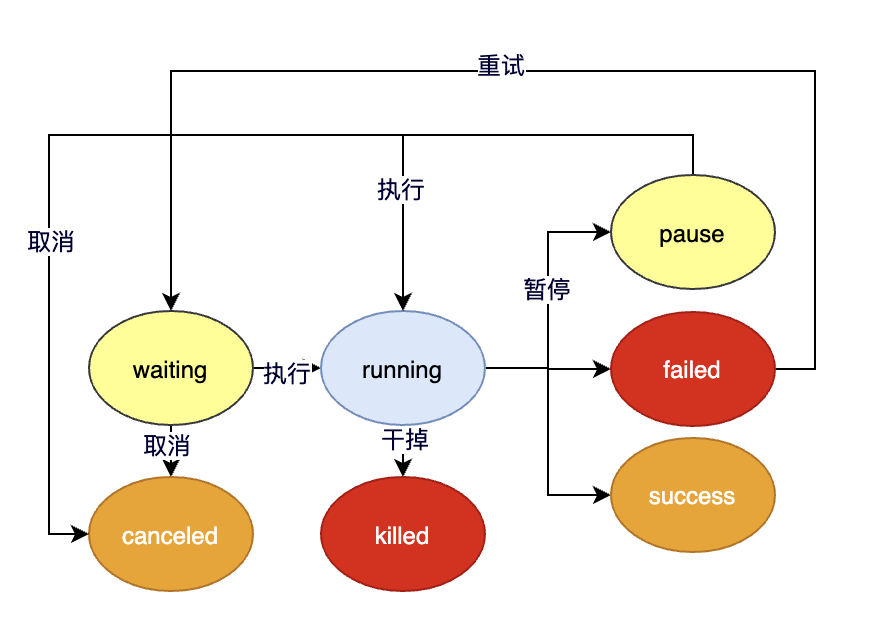 重试
执行
取消
pause
暂停
waiting
执行
running
failed
取消
干掉
success
canceled
killed